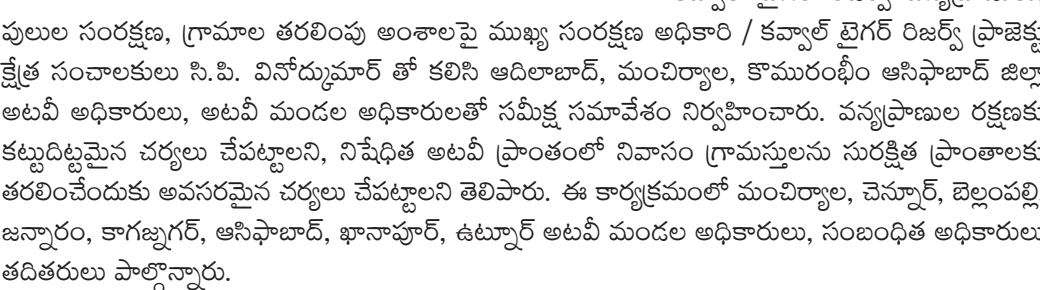 పులుల సంరక్షణ, గ్రామాల తరలింపు అంశాలపై ముఖ్య సంరక్షణ అధికారి / కవ్వాల్ టైగర్ రిజర్వ్ ప్రాజెక్టు
క్షేత్ర సంచాలకులు సి.పి. వినోద్కుమార్ తో కలిసి ఆదిలాబాద్, మంచిర్యాల, కొమురంభీం ఆసిఫాబాద్ జిల్లా
అటవీ అధికారులు, అటవీ మండల అధికారులతో సమీక్ష సమావేశం నిర్వహించారు. వన్యప్రాణుల రక్షణకు
కట్టుదిట్టమైన చర్యలు చేపట్టాలని, నిషేధిత అటవీ ప్రాంతంలో నివాసం గ్రామస్తులను సురక్షిత ప్రాంతాలకు
తరలించేందుకు అవసరమైన చర్యలు చేపట్టాలని తెలిపారు. ఈ కార్యక్రమంలో మంచిర్యాల, చెన్నూర్, బెల్లంపల్లి,
జన్నారం, కాగజ్నగర్, ఆసిఫాబాద్, ఖానాపూర్, ఉట్నూర్ అటవీ మండల అధికారులు, సంబంధిత అధికారులు
తదితరులు పాల్గొన్నారు.